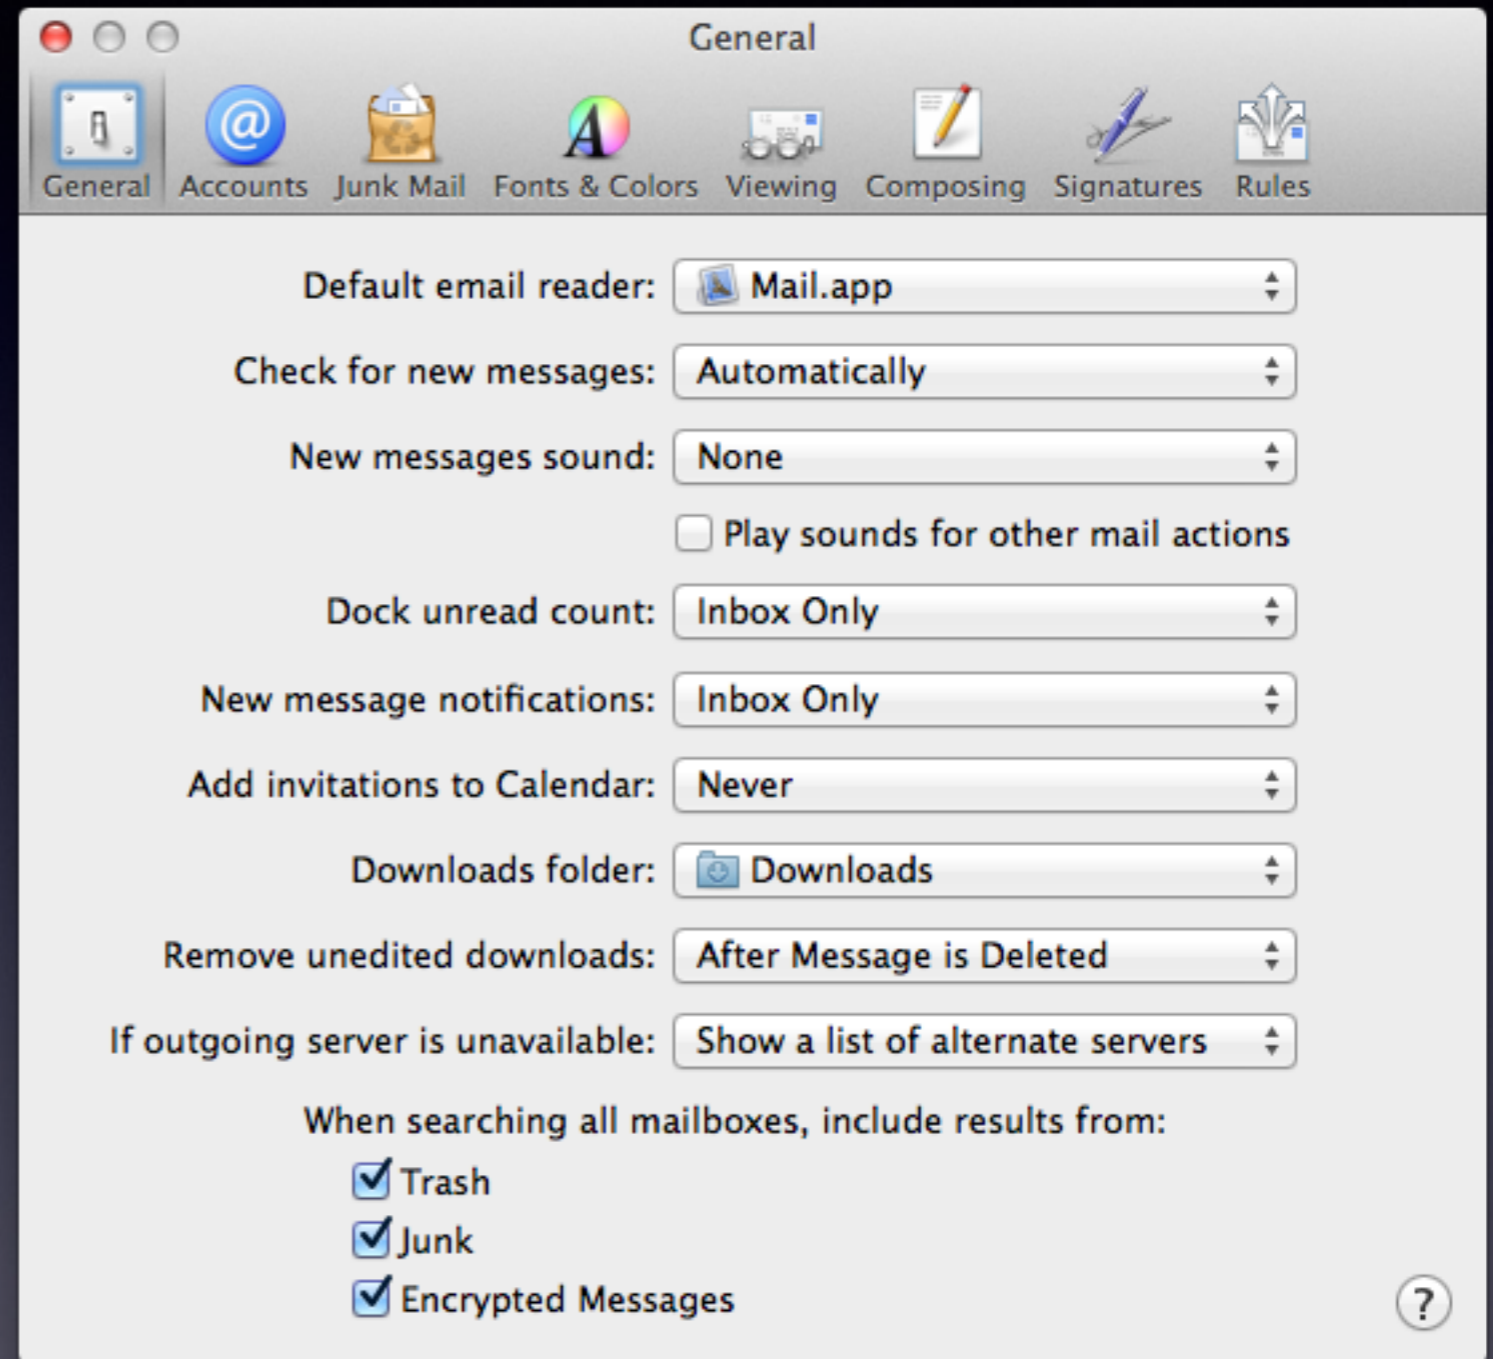 General
General Accounts Junk Mail Fonts & Colors Viewing Composing Signatures Rules
Default email reader: Mail.app
Check for new messages: Automatically
New messages sound: None
Play sounds for other mail actions
Dock unread count: Inbox Only
New message notifications: Inbox Only
Add invitations to Calendar: Never
Downloads folder: Downloads
Remove unedited downloads: After Message is Deleted
If outgoing server is unavailable: Show a list of alternate servers
When searching all mailboxes, include results from:
Trash
Junk
Encrypted Messages
?